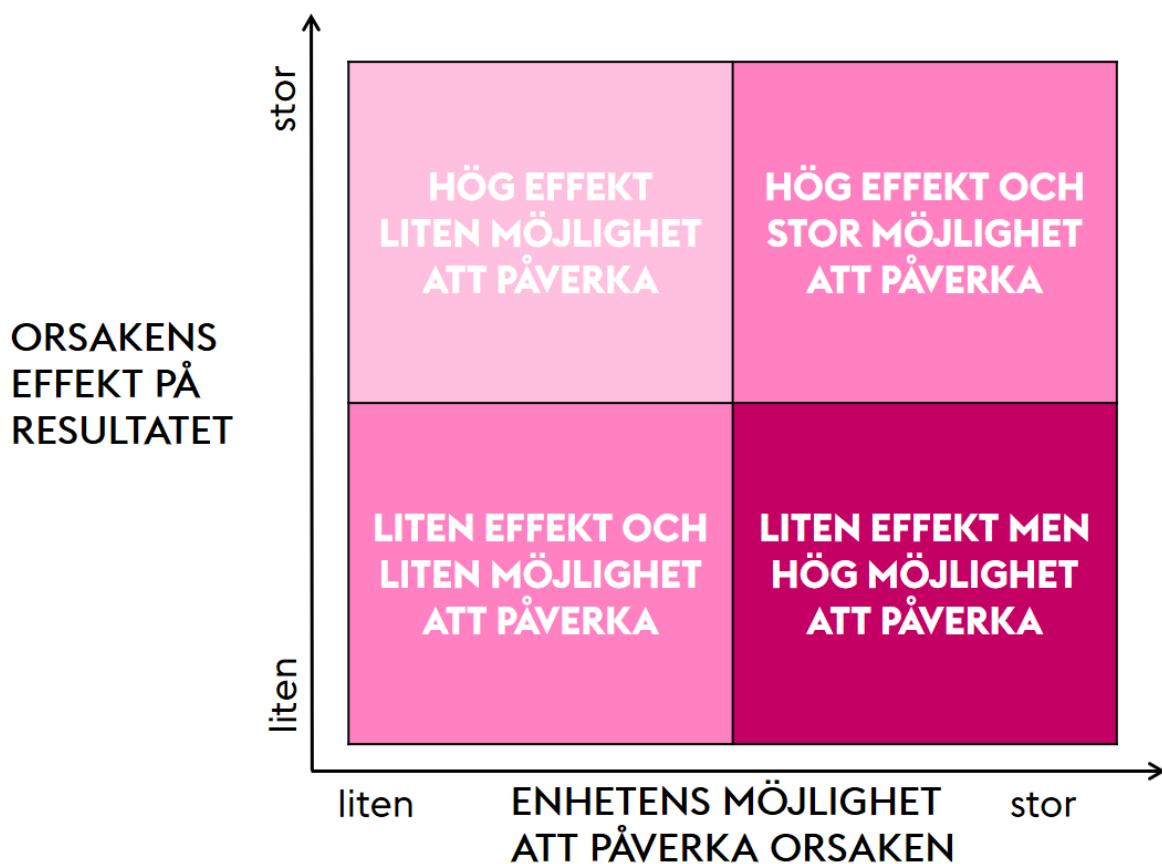 stor
HÖG EFFEKT
LITEN MÖJLIGHET
ATT PÅVERKA
HÖG EFFEKT OCH
STOR MÖJLIGHET
ATT PÅVERKA
ORSAKENS
EFFEKT PÅ
RESULTATET
LITEN EFFEKT OCH
LITEN MÖJLIGHET
ATT PÅVERKA
LITEN EFFEKT MEN
HÖG MÖJLIGHET
ATT PÅVERKA
liten
liten
ENHETENS MÖJLIGHET
ATT PÅVERKA ORSAKEN
stor